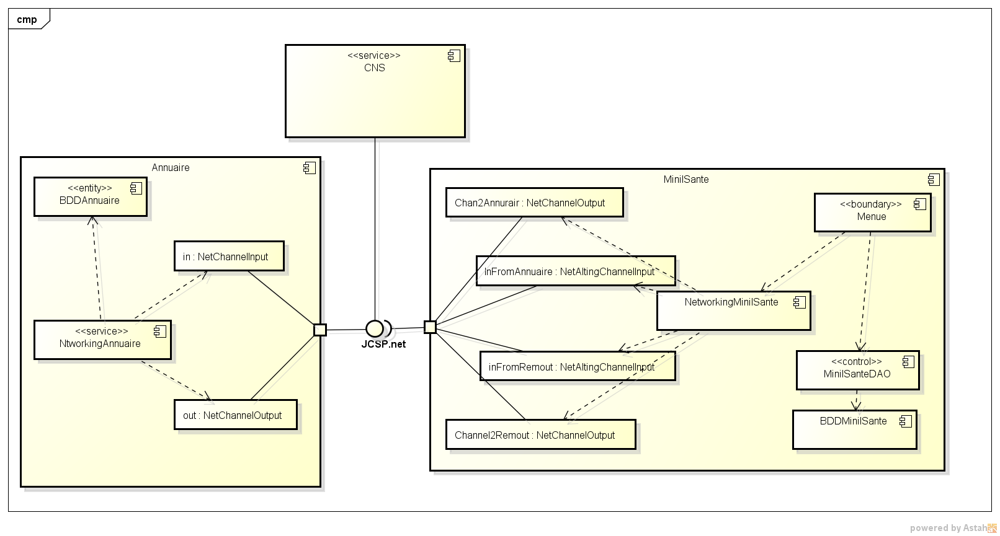 cmp
<<service>>
CNS
Annuaire
<<entity>>
BDDAnnuaire
in : NetChannelInput
<<service>>
NtworkingAnnuaire
out : NetChannelOutput
JCSP.net
MinilSante
Chan2Annurair : NetChannelOutput
InFromAnnuaire : NetAltingChannelInput
<<boundary>>
Menue
NetworkingMinilSante
inFromRemout : NetAltingChannelInput
<<control>>
MinilSanteDAO
Channel2Remout : NetChannelOutput
BDDMinilSante
powered by Astah